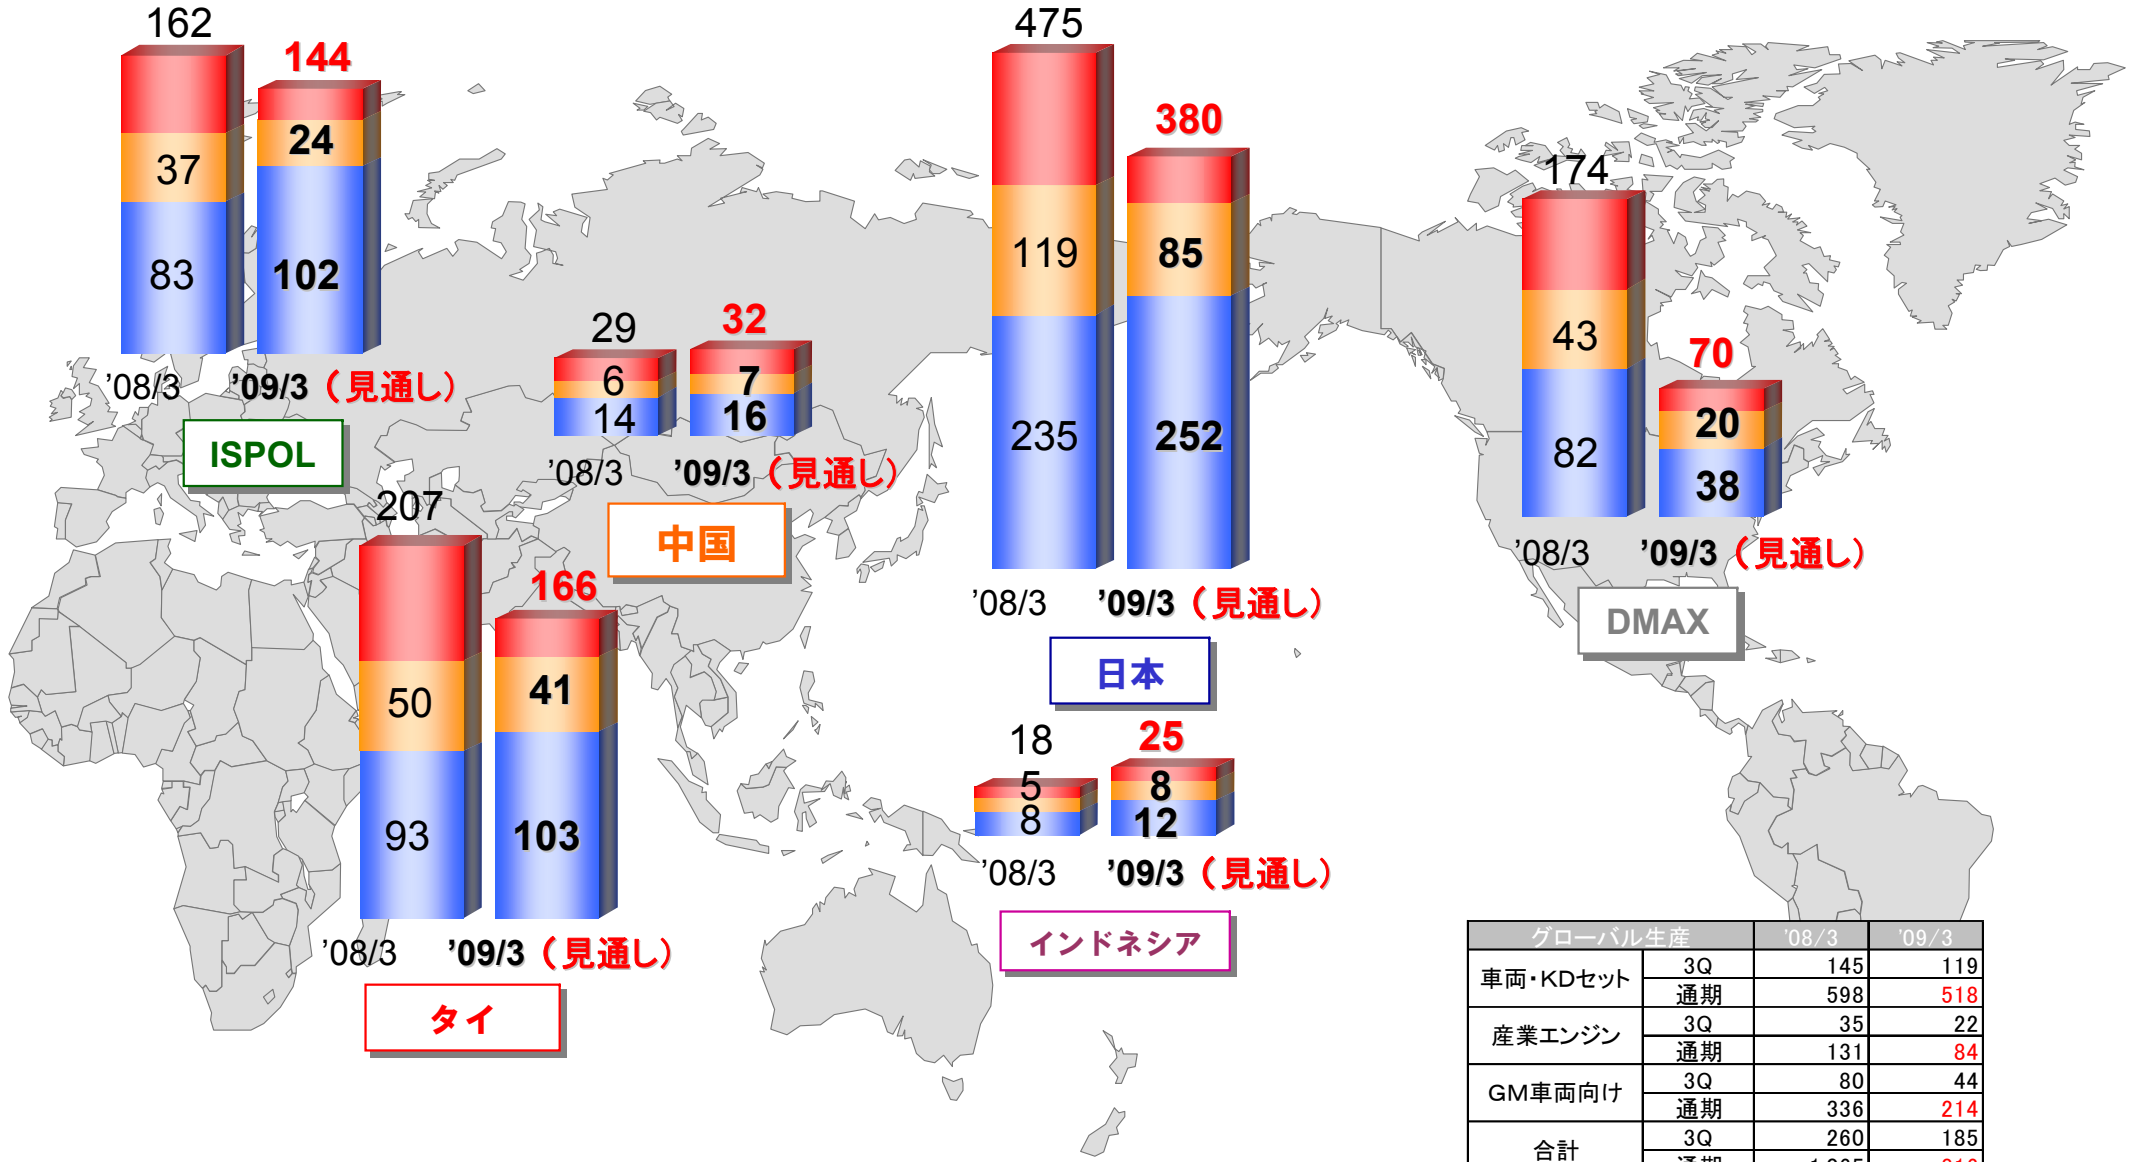 162
144
37
24
83
102
'08/3 '09/3（見通し）
ISPOL
29
32
6
7
14
16
'08/3 '09/3（見通し）
中国
475
380
119
85
235
252
'08/3 '09/3（見通し）
日本
174
70
43
20
82
38
'08/3 '09/3（見通し）
DMAX
207
166
50
41
93
103
'08/3 '09/3（見通し）
タイ
18
25
5
8
8
12
'08/3 '09/3（見通し）
インドネシア
グローバル生産 '08/3 '09/3
車両・KDセット 3Q 145 119
通期 598 518
産業エンジン 3Q 35 22
通期 131 84
GM車両向け 3Q 80 44
通期 336 214
合計 3Q 260 185